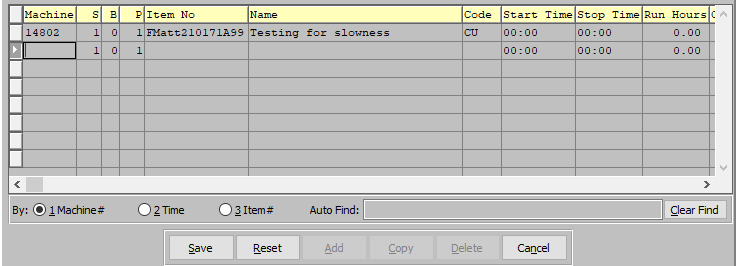 Machine S B P Item No Name Code Start Time Stop Time Run Hours
14802 1 0 1 FMatt210171A99 Testing for slowness CU 00:00 00:00 0.00
1 0 1 00:00 00:00 0.00
By: 1 Machine# 2 Time 3 Item# Auto Find: Clear Find
Save Reset Add Copy Delete Cancel